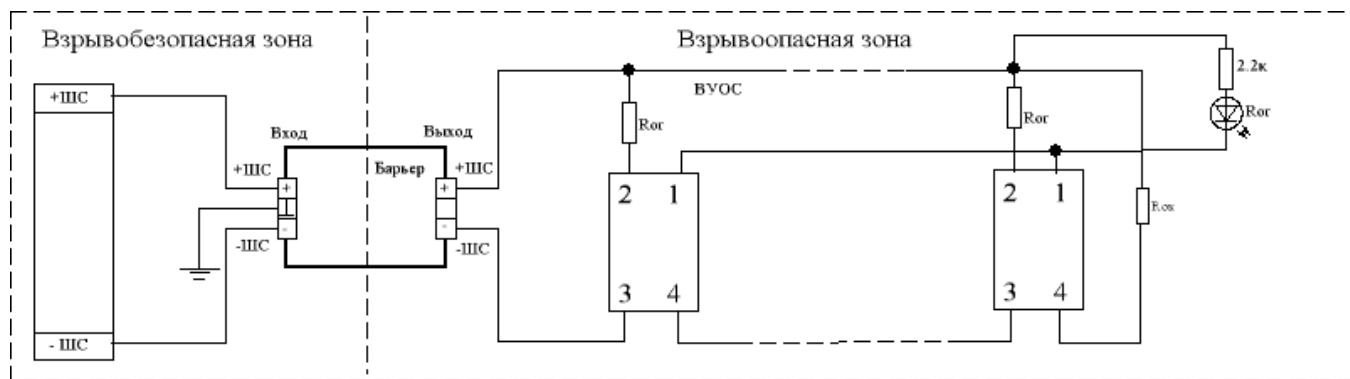 Взрывобезопасная зона
Взрывоопасная зона
+ШС
- ШС
Вход
+ШС
+
-
-ШС
Барьер
Выход
+ШС
+
-
-ШС
ВУОС
Rог
2 1
3 4
Rог
2 1
3 4
2.2к
Rог
Rок